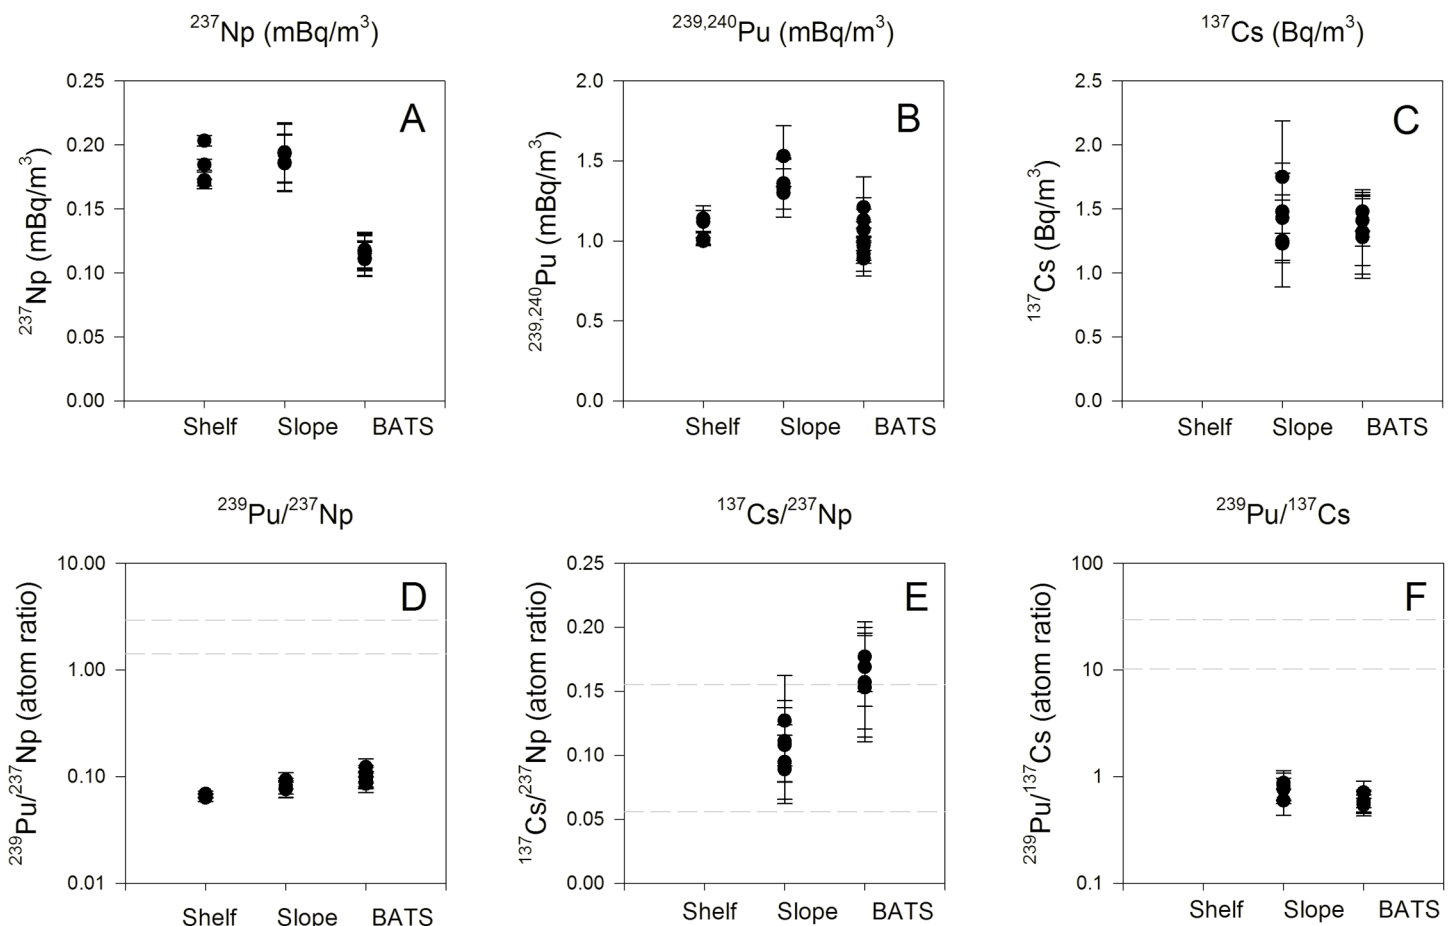 ²³⁷Np (mBq/m³)
²³⁹,²⁴⁰Pu (mBq/m³)
¹³⁷Cs (Bq/m³)
A
²³⁷Np (mBq/m³)
0.25
0.20
0.15
0.10
0.05
0.00
Shelf Slope BATS
B
²³⁹,²⁴⁰Pu (mBq/m³)
2.0
1.5
1.0
0.5
0.0
Shelf Slope BATS
C
¹³⁷Cs (Bq/m³)
2.5
2.0
1.5
1.0
0.5
0.0
Shelf Slope BATS
²³⁹Pu/²³⁷Np
¹³⁷Cs/²³⁷Np
²³⁹Pu/¹³⁷Cs
D
²³⁹Pu/²³⁷Np (atom ratio)
10.00
1.00
0.10
0.01
Shelf Slope BATS
E
¹³⁷Cs/²³⁷Np (atom ratio)
0.25
0.20
0.15
0.10
0.05
0.00
Shelf Slope BATS
F
²³⁹Pu/¹³⁷Cs (atom ratio)
100
10
1
0.1
Shelf Slope BATS